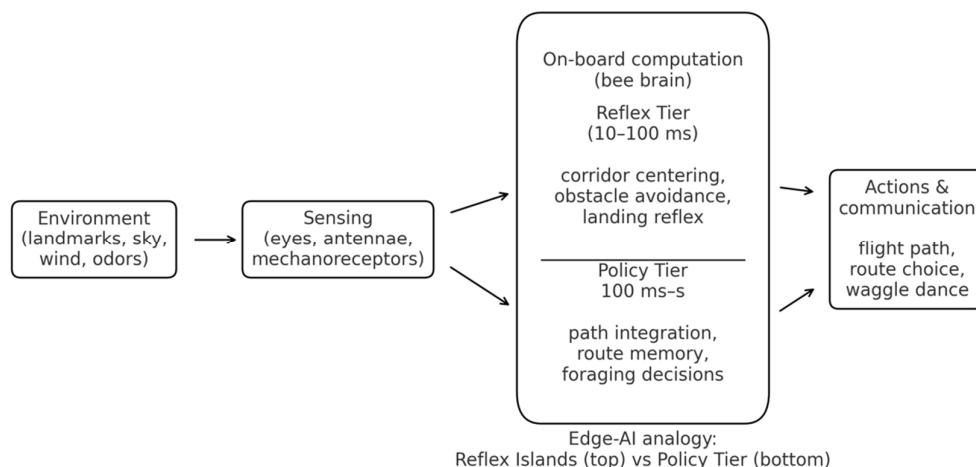 Environment
(landmarks, sky,
wind, odors)
Sensing
(eyes, antennae,
mechanoreceptors)
On-board computation
(bee brain)
Reflex Tier
(10–100 ms)
corridor centering,
obstacle avoidance,
landing reflex
Policy Tier
100 ms–s
path integration,
route memory,
foraging decisions
Actions &
communication
flight path,
route choice,
waggle dance
Edge-AI analogy:
Reflex Islands (top) vs Policy Tier (bottom)